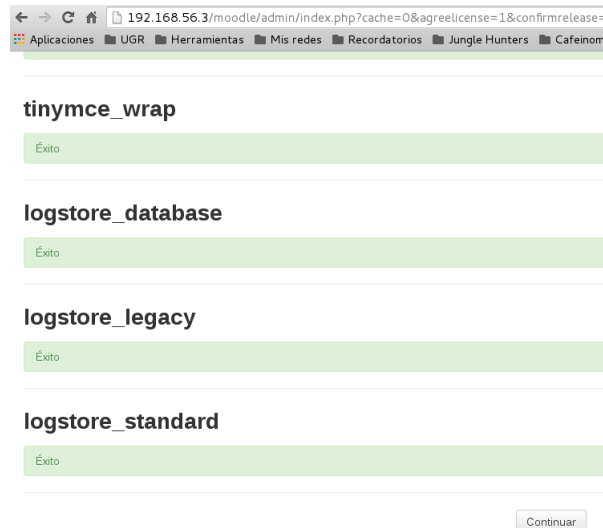 192.168.56.3/moodle/admin/index.php?cache=0&agreelicense=1&confirmrelease=
Aplicaciones UGR Herramientas Mis redes Recordatorios Jungle Hunters Cafeinom
tinymce_wrap
Éxito
logstore_database
Éxito
logstore_legacy
Éxito
logstore_standard
Éxito
Continuar